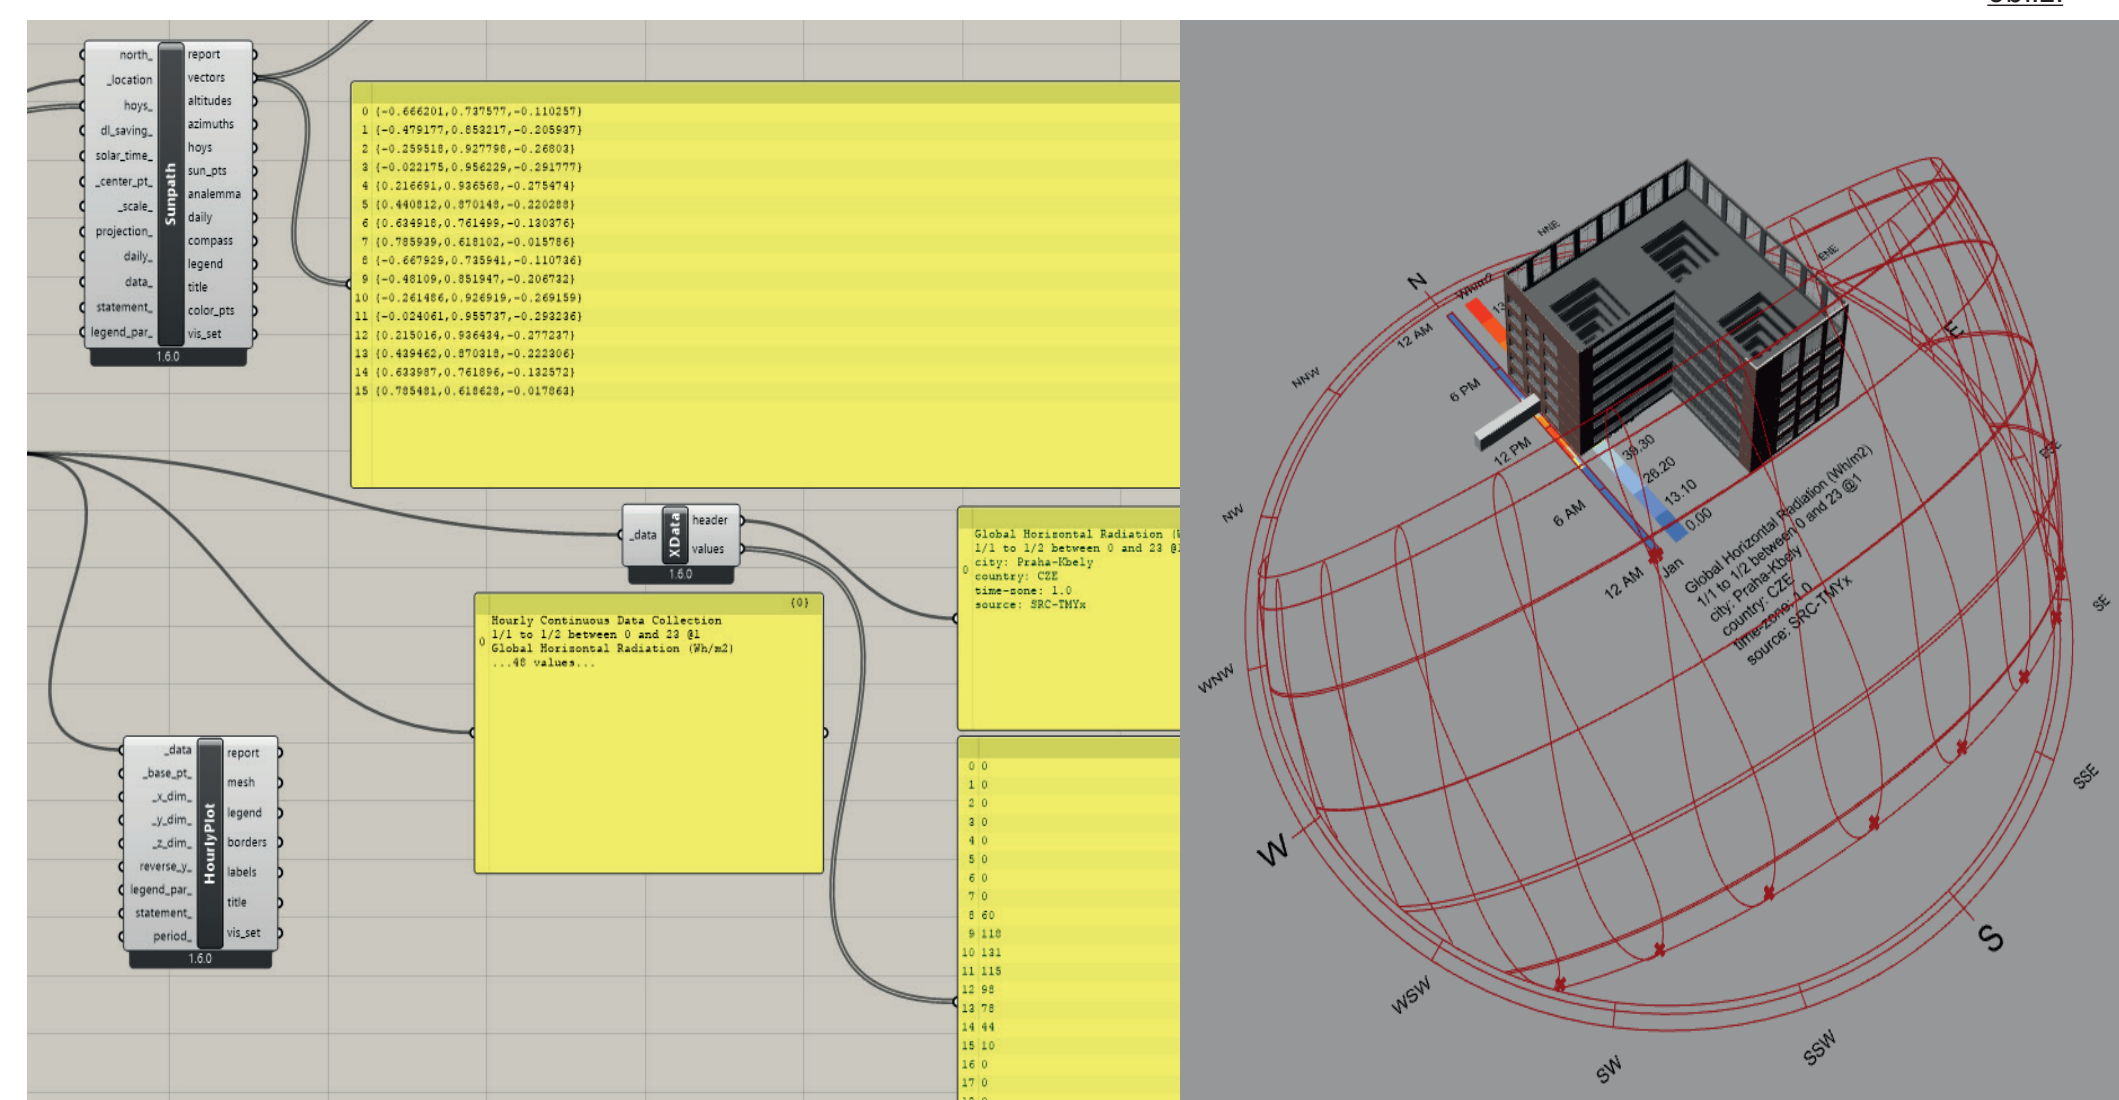 north_
_location
hoys_
dl_saving_
solar_time_
_center_pt_
_scale_
projection_
daily_
data_
statement_
legend_par_
Sunpath
report
vectors
altitudes
azimuths
hoys
sun_pts
analemma
daily
compass
legend
title
color_pts
vis_set
1.6.0
0 {-0.666201,0.737577,-0.110257}
1 {-0.479177,0.853217,-0.205937}
2 {-0.259518,0.927798,-0.26803}
3 {-0.022175,0.956229,-0.291777}
4 {0.216691,0.936568,-0.275474}
5 {0.440812,0.870148,-0.220288}
6 {0.634918,0.761499,-0.130376}
7 {0.785939,0.618102,-0.015786}
8 {-0.667929,0.735941,-0.110736}
9 {-0.48109,0.851947,-0.206732}
10 {-0.261486,0.926919,-0.269159}
11 {-0.024061,0.955737,-0.293236}
12 {0.215016,0.936434,-0.277237}
13 {0.439462,0.870318,-0.222306}
14 {0.633987,0.761896,-0.132572}
15 {0.785481,0.618628,-0.017863}
_data
XData
header
values
1.6.0
0
Global Horizontal Radiation
1/1 to 1/2 between 0 and 23
city: Praha-Kbely
country: CZE
time-zone: 1.0
source: SRC-TMYx
{0}
0
Hourly Continuous Data Collection
1/1 to 1/2 between 0 and 23 @1
Global Horizontal Radiation (Wh/m2)
...48 values...
_data
_base_pt_
_x_dim_
_y_dim_
_z_dim_
reverse_y_
legend_par_
statement_
period_
HourlyPlot
report
mesh
legend
borders
labels
title
vis_set
1.6.0
0 0
1 0
2 0
3 0
4 0
5 0
6 0
7 0
8 60
9 118
10 131
11 115
12 98
13 78
14 44
15 10
16 0
17 0
N
NNE
ENE
E
ESE
SE
SSE
S
SSW
SW
WSW
W
WNW
NW
NNW
Wh/m2
12 AM
6 PM
12 PM
6 AM
12 AM
Jan
39.30
26.20
13.10
0.00
Global Horizontal Radiation (Wh/m2)
1/1 to 1/2 between 0 and 23 @1
city: Praha-Kbely
country: CZE
time-zone: 1.0
source: SRC-TMYx